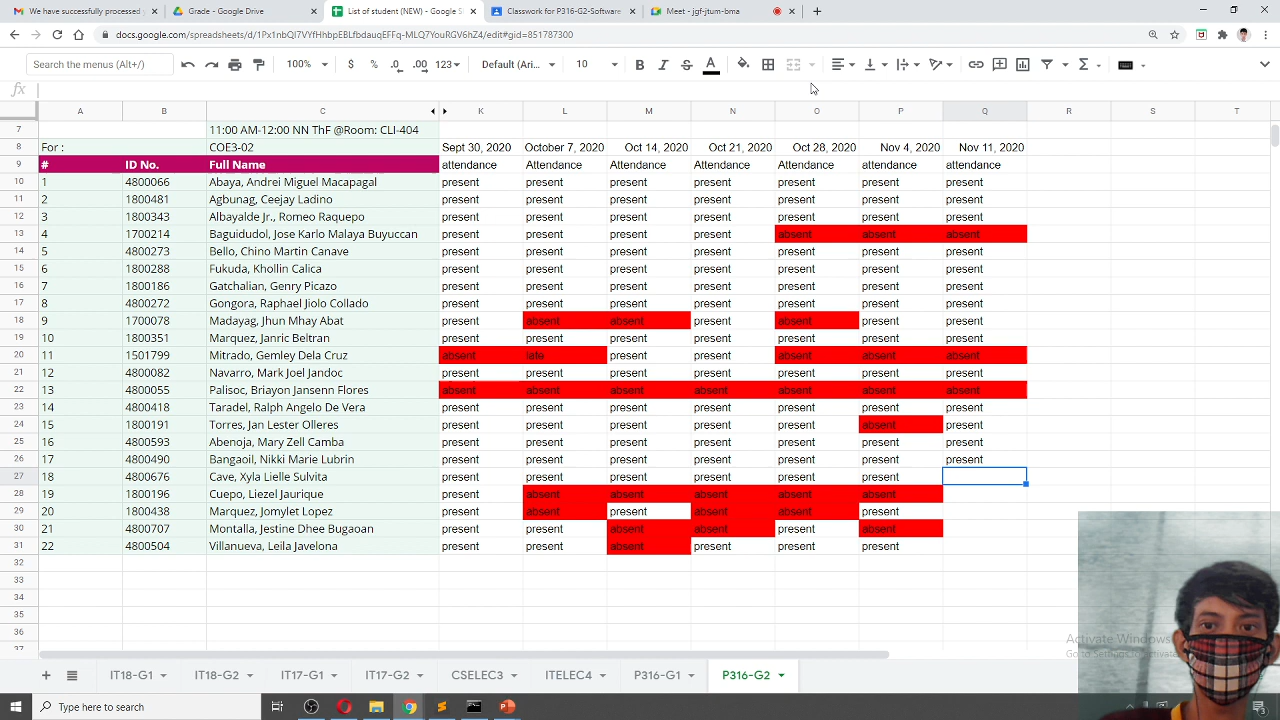 We have successfully process
Grade - Google Drive
List of student (NEW) - Google S
Classwork for P316-G2-Software
Meet - jgf-jtum-bma
docs.google.com/spreadsheets/d/1Px1nbQI7VYfHhbpEBLfbdauqEFFq-MLQ7YouRGV6hZ4/edit#gid=851787300
Search the menus (Alt+/) 100% $ % .0 .00 123 Default (Ari... 10 B I S A
fx
A B C K L M N O P Q R S T
7 11:00 AM-12:00 NN ThF @Room: CLI-404
8 For : COE3-02 Sept 30, 2020 October 7, 2020 Oct 14, 2020 Oct 21, 2020 Oct 28, 2020 Nov 4, 2020 Nov 11, 2020
9 # ID No. Full Name attendance Attendance Attendance Attendance Attendance attendance attendance
10 1 4800066 Abaya, Andrei Miguel Macapagal present present present present present present present
11 2 1800481 Agbunag, Ceejay Ladino present present present present present present present
12 3 1800343 Albayalde Jr., Romeo Raquepo present present present present present present present
13 4 1700214 Baguidudol, Jose Karlo Malaya Buyuccan present present present present absent absent absent
14 5 4800273 Bello, Chino Martin Canave present present present present present present present
15 6 1800288 Fukuda, Khollin Calica present present present present present present present
16 7 1800186 Gatchalian, Genry Picazo present present present present present present present
17 8 4800272 Gongora, Raphael Jiolo Collado present present present present present present present
18 9 1700078 Madayag, Jhun Mhay Abat present absent absent present absent present present
19 10 1800351 Marquez, Janric Beltran present present present present present present present
20 11 1501799 Mitrado, Gemley Dela Cruz absent late present present absent absent absent
21 12 4800082 Navarro, Mark Joel Jandoc present present present present present present present
22 13 4800055 Palisoc, Briayon Jansenn Flores absent absent absent absent absent absent absent
23 14 4800418 Taradel, Ralph Angelo De Vera present present present present present present present
24 15 1800191 Torres, Jan Lester Olleres present present present present present absent present
25 16 4800593 Abenoja, Mary Zell Camba present present present present present present present
26 17 4800490 Bangaoil, Nikki Marie Lubrin present present present present present present present
27 18 4800676 Cave, Xyla Lielle Sulvita present present present present present present
28 19 1800196 Cuepo, Liezel Jaurique present absent absent absent absent absent
29 20 1800498 Marquez, Jomylet Lopez present absent present absent absent present
30 21 4800707 Montalla, Jestine Dhee Bugaoan present present absent absent present absent
31 22 4800504 Villanueva, Leila Javelona present present absent present present present
32
33
34
35
36
37
Activate Windows
Go to Settings to activate
IT18-G1 IT18-G2 IT17-G1 IT17-G2 CSELEC3 ITELEC4 P316-G1 P316-G2
Type here to search